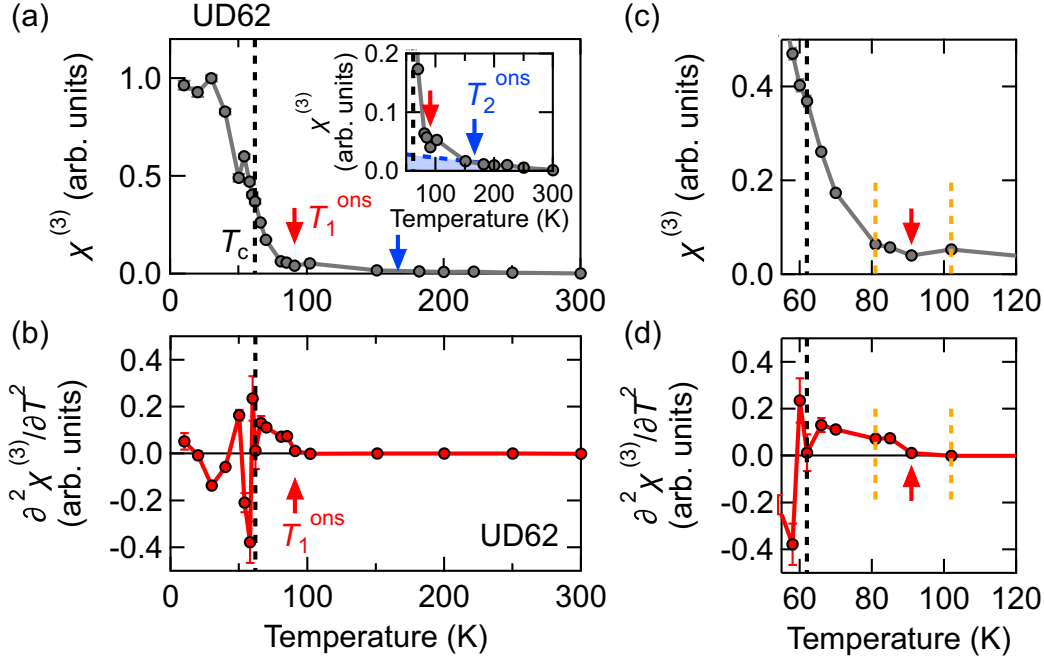 (a)
UD62
χ(3) (arb. units)
1.0
0.5
0.0
0
100
200
300
Tc
T1ons
χ(3)
(arb. units)
0.2
0.1
0.0
T2ons
100
200
300
Temperature (K)
(c)
χ(3) (arb. units)
0.4
0.2
0.0
60
80
100
120
(b)
∂2χ(3)/∂T2
(arb. units)
0.4
0.2
0.0
-0.2
-0.4
T1ons
UD62
0
100
200
300
Temperature (K)
(d)
∂2χ(3)/∂T2
(arb. units)
0.4
0.2
0.0
-0.2
-0.4
60
80
100
120
Temperature (K)